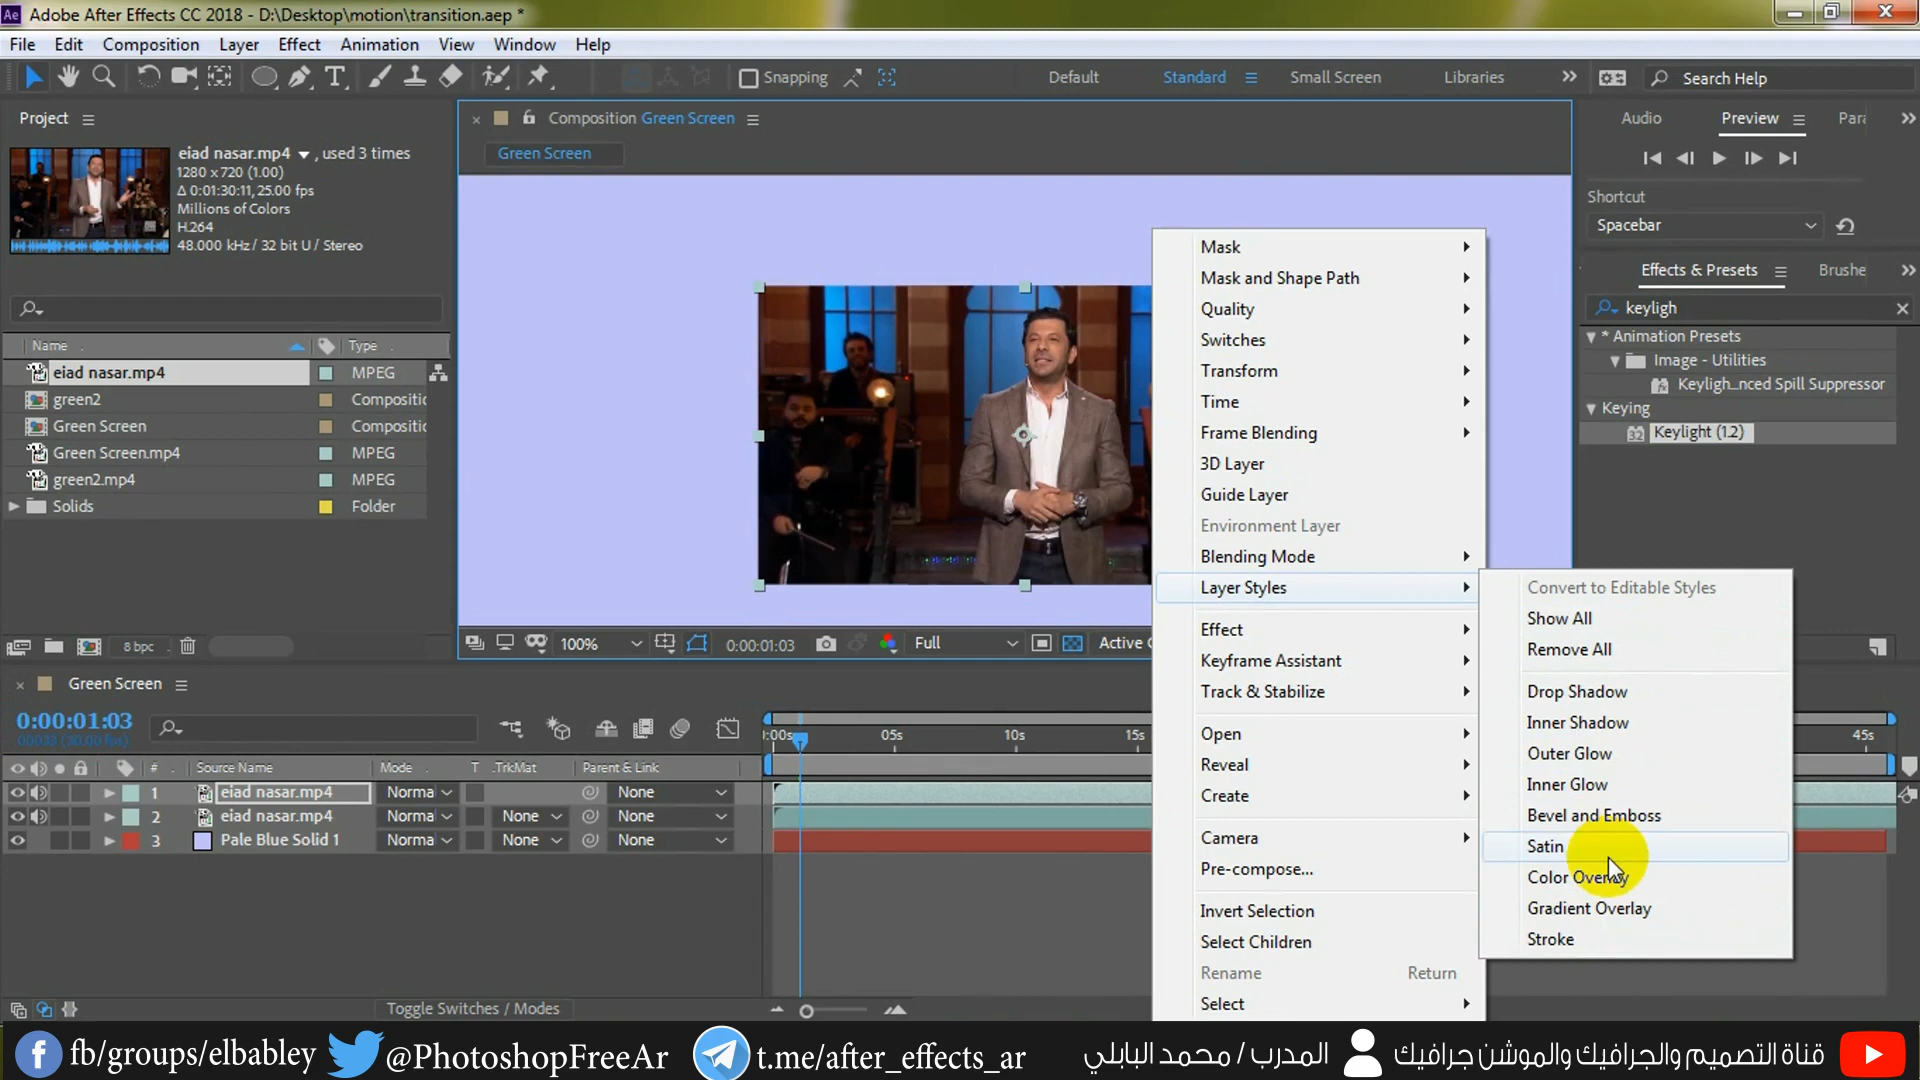 Adobe After Effects CC 2018 - D:\Desktop\motion\transition.aep *
File Edit Composition Layer Effect Animation View Window Help
Snapping Default Standard Small Screen Libraries Search Help
Project
eiad nasar.mp4 , used 3 times
1280 x 720 (1.00)
Δ 0:01:30:11, 25.00 fps
Millions of Colors
H.264
48.000 kHz / 32 bit U / Stereo
Name Type
eiad nasar.mp4 MPEG
green2 Compositic
Green Screen Compositic
Green Screen.mp4 MPEG
green2.mp4 MPEG
Solids Folder
8 bpc
Composition Green Screen
Green Screen
100% 0:00:01:03 Full Active C
Audio Preview Para
Shortcut
Spacebar
Effects & Presets Brushe
keyligh
* Animation Presets
Image - Utilities
Keyligh...nced Spill Suppressor
Keying
Keylight (1.2)
Mask
Mask and Shape Path
Quality
Switches
Transform
Time
Frame Blending
3D Layer
Guide Layer
Environment Layer
Blending Mode
Layer Styles
Effect
Keyframe Assistant
Track & Stabilize
Open
Reveal
Create
Camera
Pre-compose...
Invert Selection
Select Children
Rename Return
Select
Convert to Editable Styles
Show All
Remove All
Drop Shadow
Inner Shadow
Outer Glow
Inner Glow
Bevel and Emboss
Satin
Color Overlay
Gradient Overlay
Stroke
Green Screen
0:00:01:03
00033 (30.00 fps)
:00s 05s 10s 15s 45s
# Source Name Mode T .TrkMat Parent & Link
1 eiad nasar.mp4 Norma None
2 eiad nasar.mp4 Norma None None
3 Pale Blue Solid 1 Norma None None
Toggle Switches / Modes
fb/groups/elbabley @PhotoshopFreeAr t.me/after_effects_ar المدرب / محمد البابلي قناة التصميم والجرافيك والموشن جرافيك